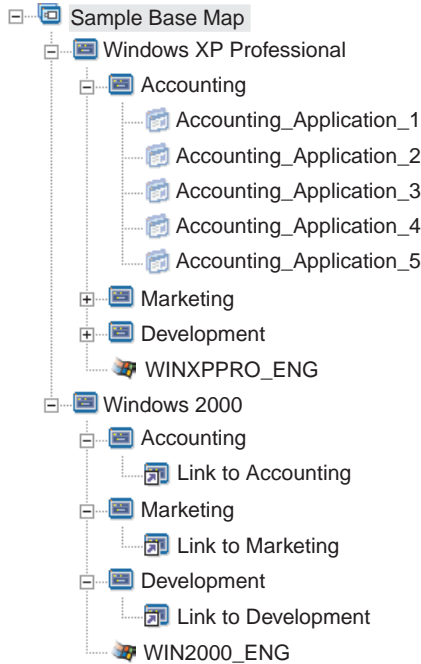 Sample Base Map
Windows XP Professional
Accounting
Accounting_Application_1
Accounting_Application_2
Accounting_Application_3
Accounting_Application_4
Accounting_Application_5
Marketing
Development
WINXPPRO_ENG
Windows 2000
Accounting
Link to Accounting
Marketing
Link to Marketing
Development
Link to Development
WIN2000_ENG